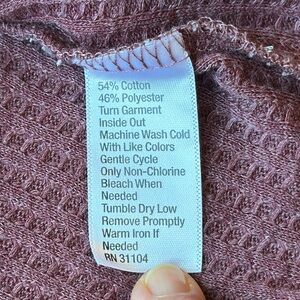 54% Cotton
46% Polyester
Turn Garment
Inside Out
Machine Wash Cold
With Like Colors
Gentle Cycle
Only Non-Chlorine
Bleach When
Needed
Tumble Dry Low
Remove Promptly
Warm Iron If
Needed
RN 31104